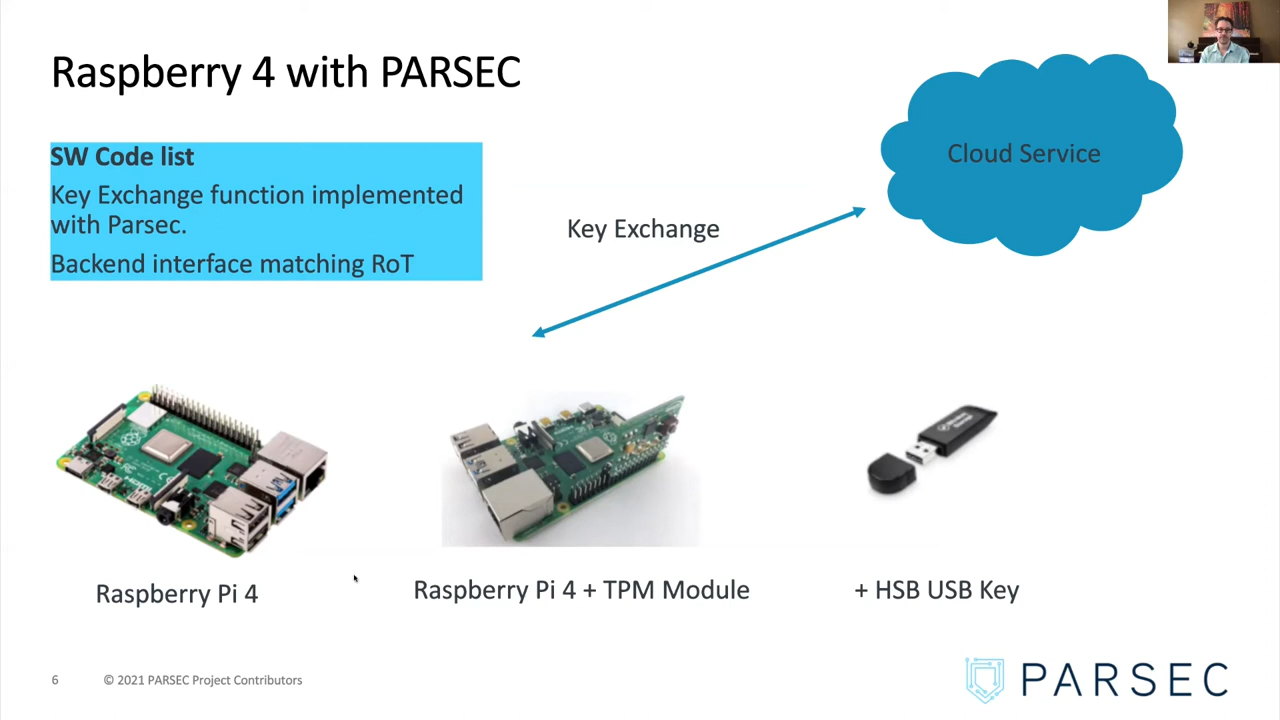 Raspberry 4 with PARSEC
SW Code list
Key Exchange function implemented
with Parsec.
Backend interface matching RoT
Key Exchange
Cloud Service
Raspberry Pi 4
Raspberry Pi 4 + TPM Module
+ HSB USB Key
6
© 2021 PARSEC Project Contributors
PARSEC